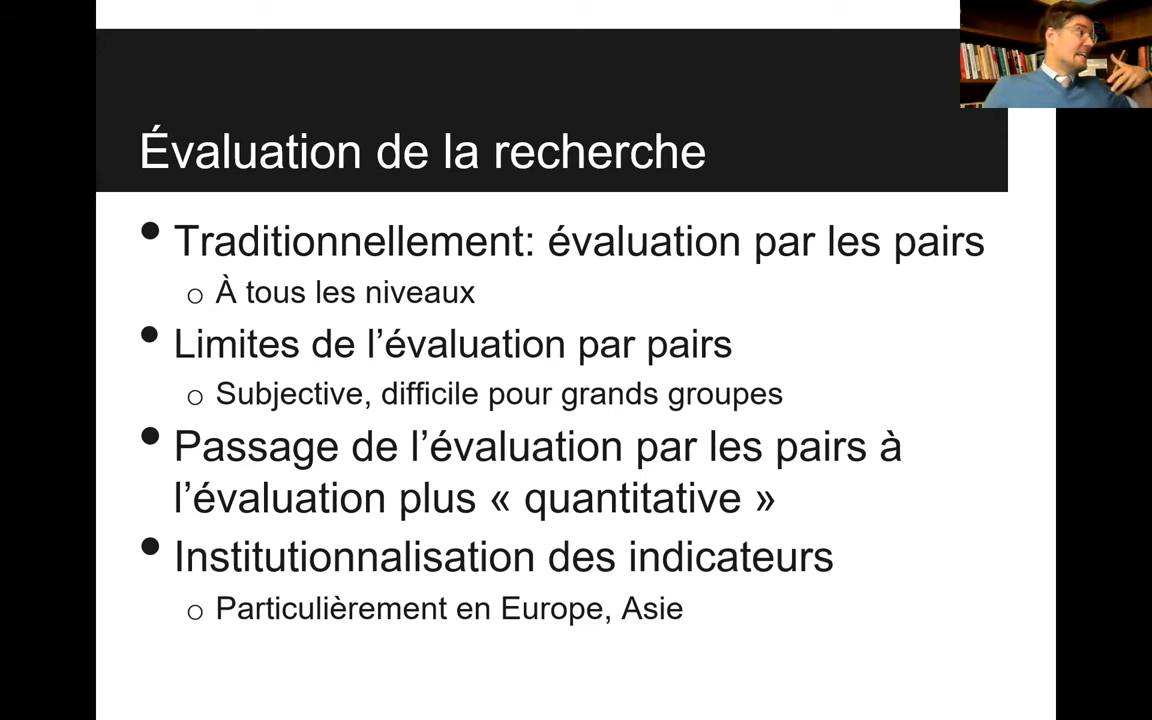 Évaluation de la recherche
• Traditionnellement: évaluation par les pairs
o À tous les niveaux
• Limites de l’évaluation par pairs
o Subjective, difficile pour grands groupes
• Passage de l’évaluation par les pairs à
l’évaluation plus « quantitative »
• Institutionnalisation des indicateurs
o Particulièrement en Europe, Asie